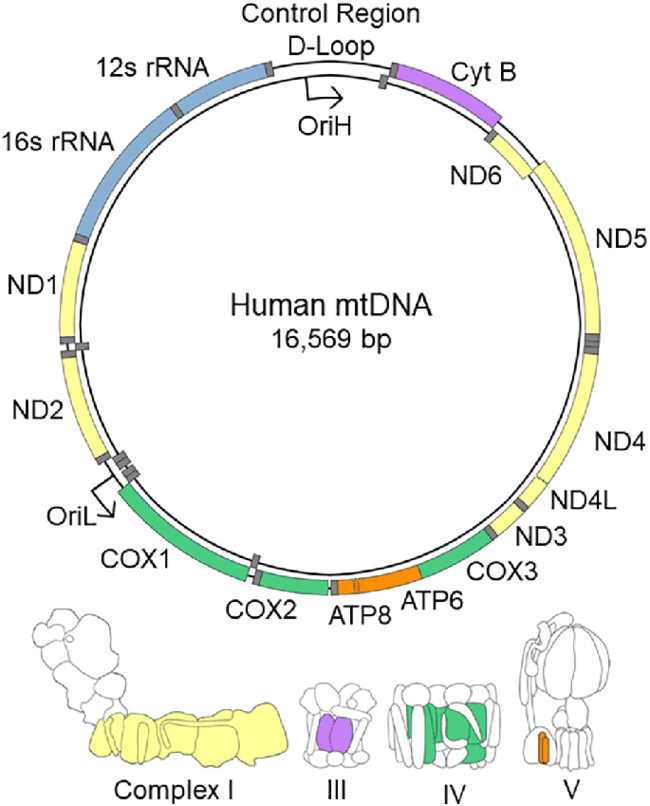 Control Region
D-Loop
12s rRNA
Cyt B
OriH
16s rRNA
ND6
ND5
ND1
Human mtDNA
16,569 bp
ND2
ND4
ND4L
OriL
ND3
COX1
COX3
COX2
ATP8
ATP6
Complex I
III
IV
V